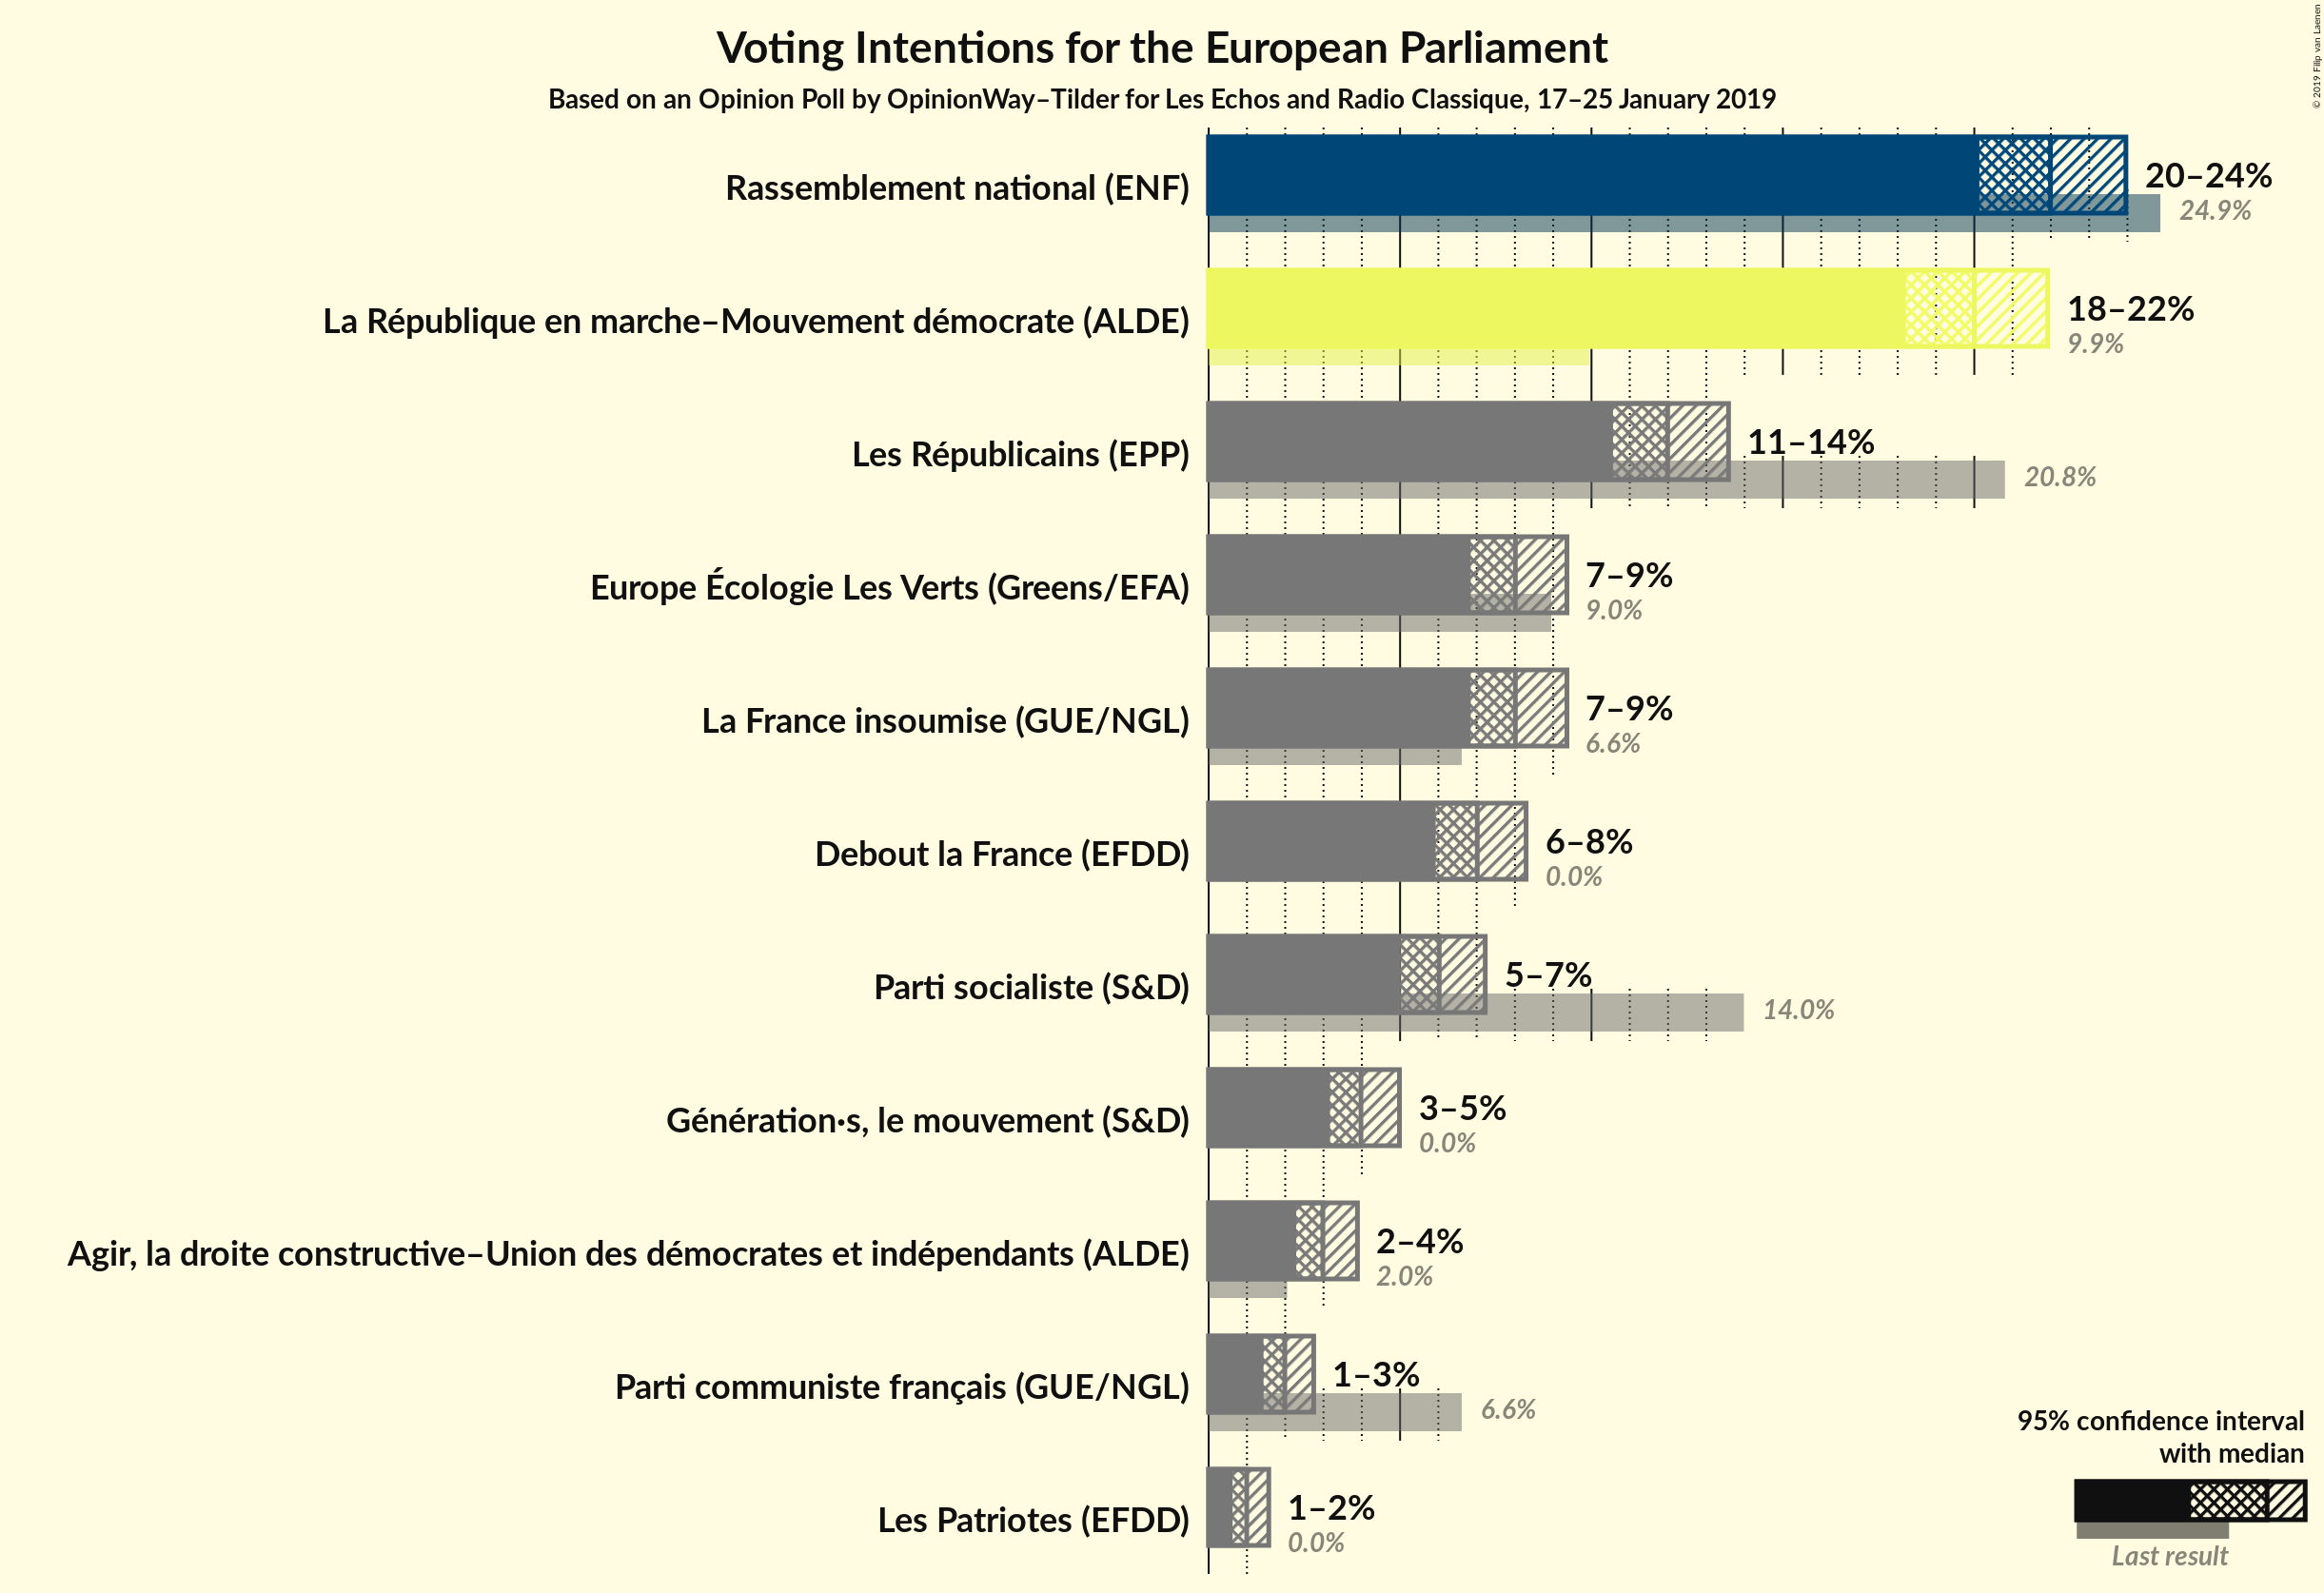 Voting Intentions for the European Parliament
Based on an Opinion Poll by OpinionWay–Tilder for Les Echos and Radio Classique, 17–25 January 2019
© 2019 Filip van Laenen
Rassemblement national (ENF)
20–24%
24.9%
La République en marche–Mouvement démocrate (ALDE)
18–22%
9.9%
Les Républicains (EPP)
11–14%
20.8%
Europe Écologie Les Verts (Greens/EFA)
7–9%
9.0%
La France insoumise (GUE/NGL)
7–9%
6.6%
Debout la France (EFDD)
6–8%
0.0%
Parti socialiste (S&D)
5–7%
14.0%
Génération·s, le mouvement (S&D)
3–5%
0.0%
Agir, la droite constructive–Union des démocrates et indépendants (ALDE)
2–4%
2.0%
Parti communiste français (GUE/NGL)
1–3%
6.6%
Les Patriotes (EFDD)
1–2%
0.0%
95% confidence interval
with median
Last result